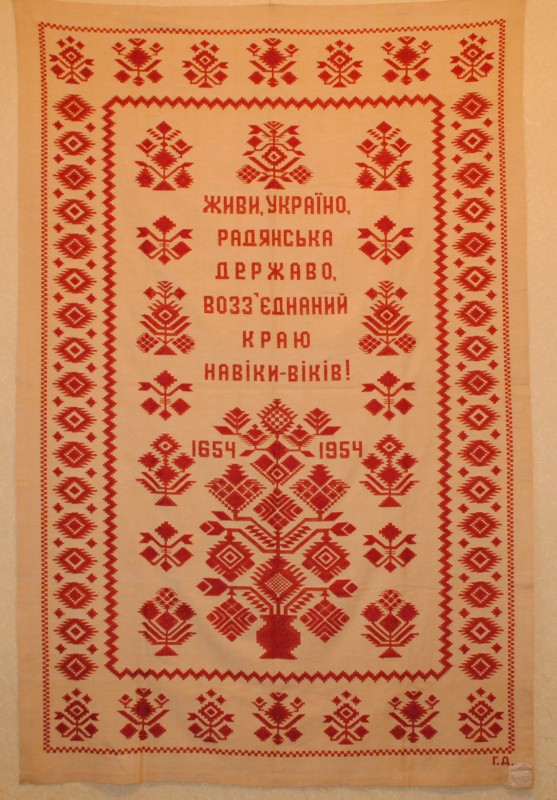 ЖИВИ, УКРАЇНО,
РАДЯНСЬКА
ДЕРЖАВО,
ВОЗЗ'ЄДНАНИЙ
КРАЮ
НАВІКИ-ВІКІВ!
1654 1954
Г.Д.